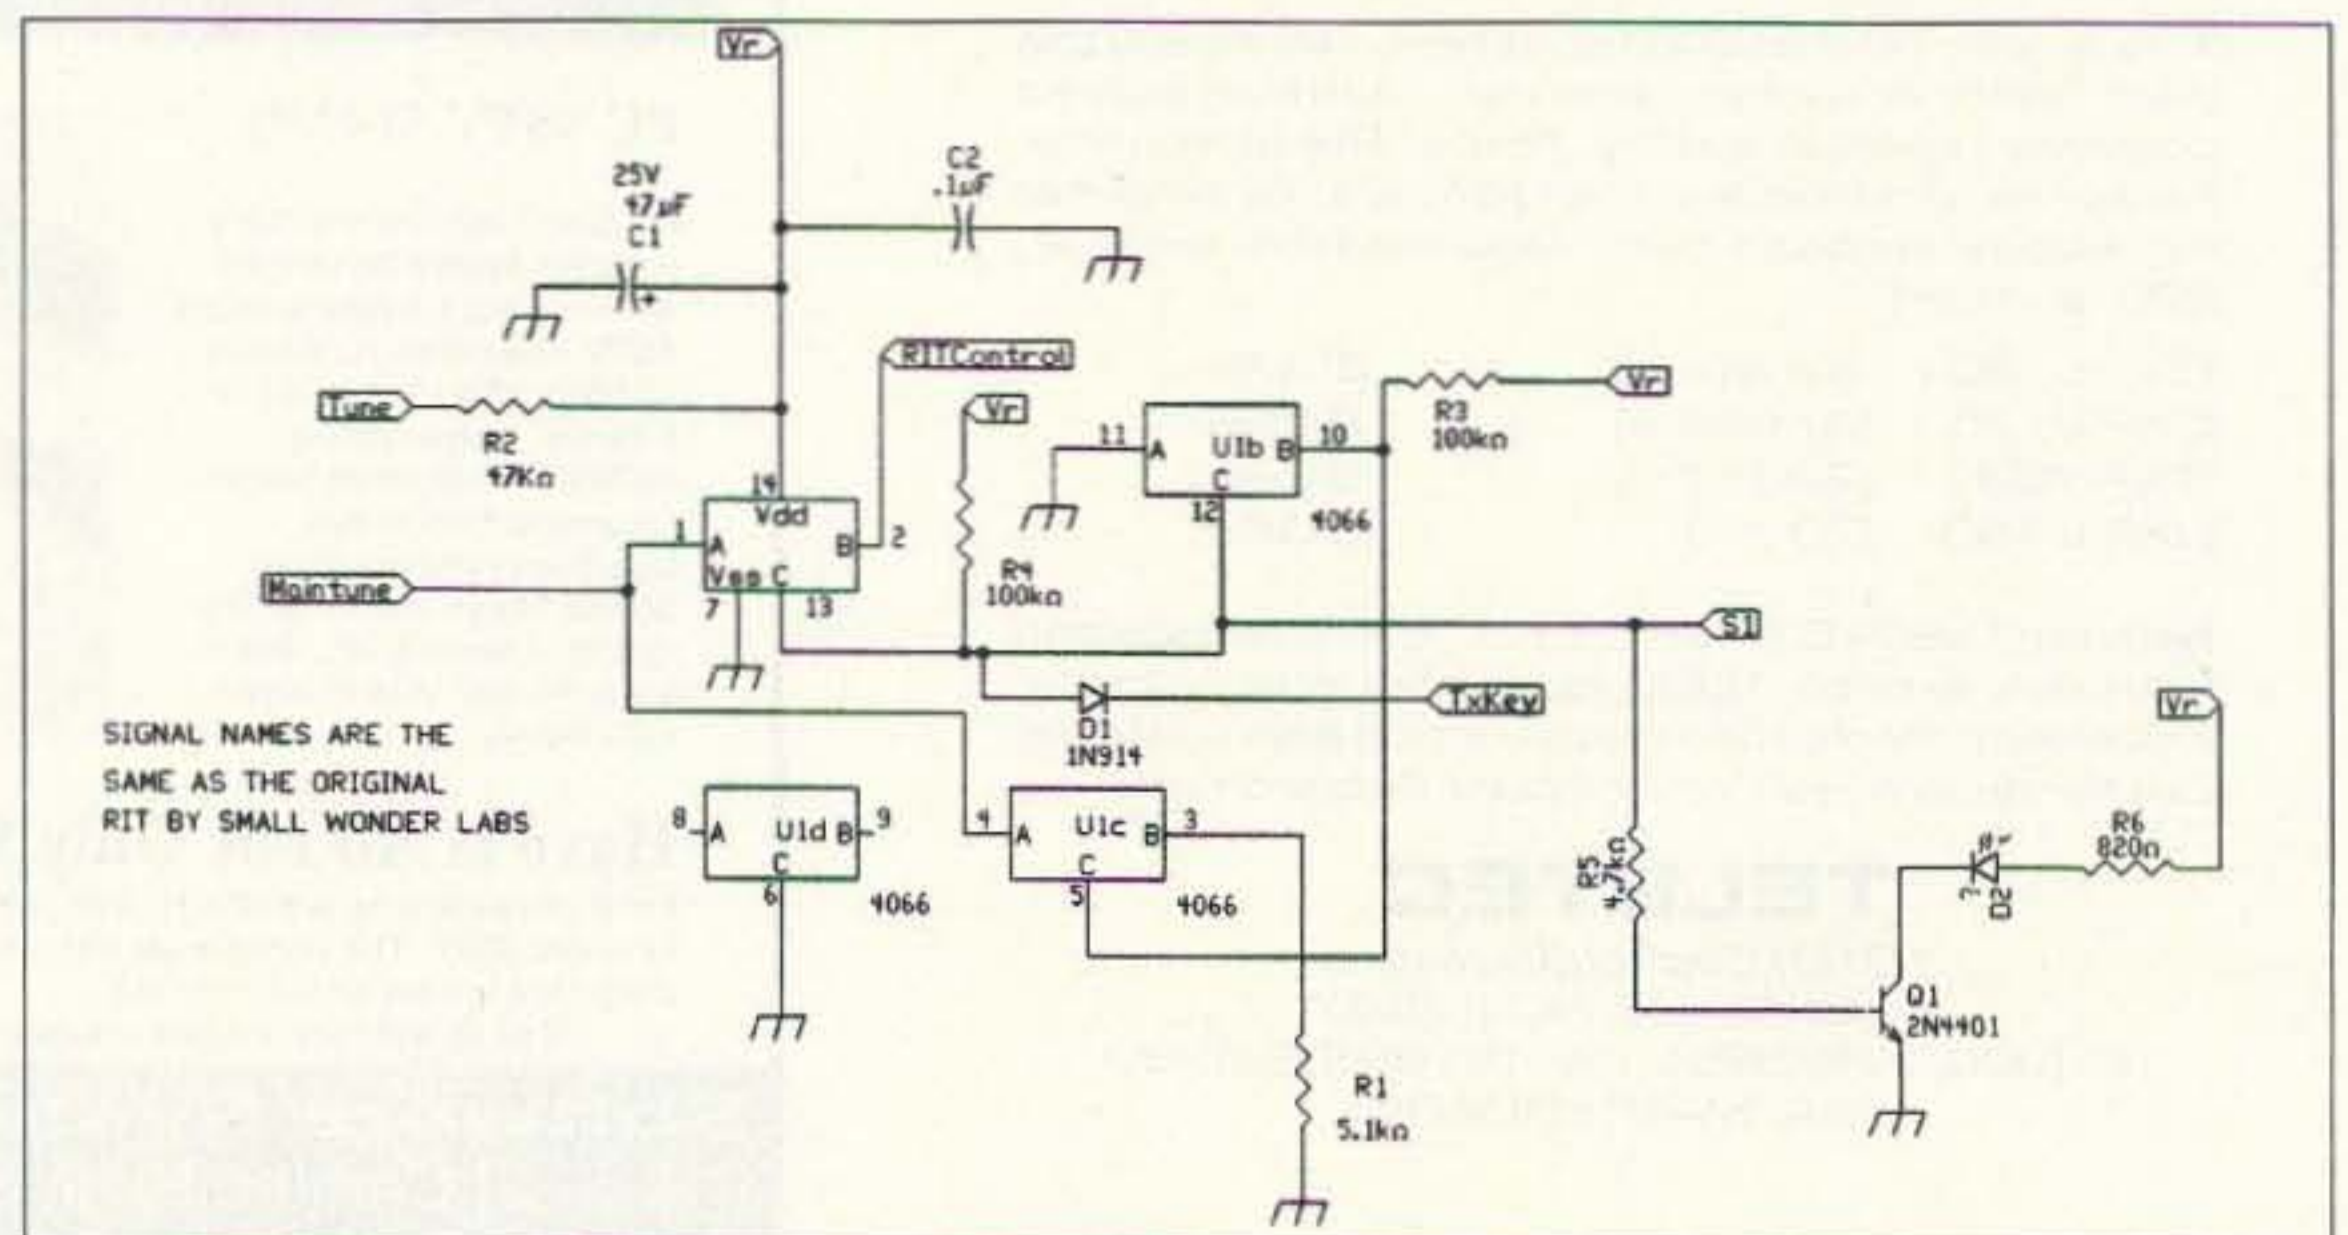 Vr
C2
.1µF
25V
47µF
C1
+
RITControl
Tune
R2
47KΩ
Vr
R3
100kΩ
Vr
11
A
U1b
B
10
C
12
4066
14
Vdd
1
A
B
2
Vss
C
7
13
R4
100kΩ
Maintune
S1
TxKey
D1
1N914
Vr
SIGNAL NAMES ARE THE
SAME AS THE ORIGINAL
RIT BY SMALL WONDER LABS
8
A
U1d
B
9
C
6
4066
4
A
U1c
B
3
C
5
4066
R5
4.7kΩ
?
D2
R6
820Ω
Q1
2N4401
R1
5.1kΩ